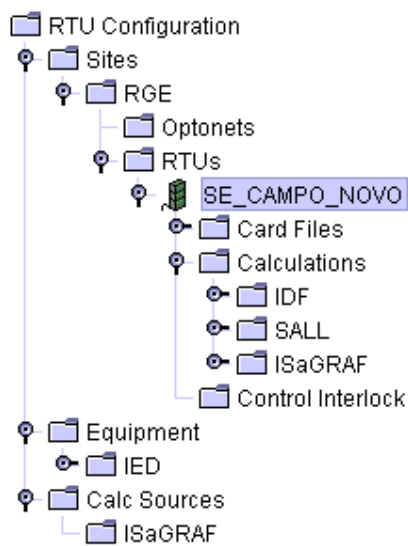 RTU Configuration
Sites
RGE
Optonets
RTUs
SE_CAMPO_NOVO
Card Files
Calculations
IDF
SALL
ISaGRAF
Control Interlock
Equipment
IED
Calc Sources
ISaGRAF